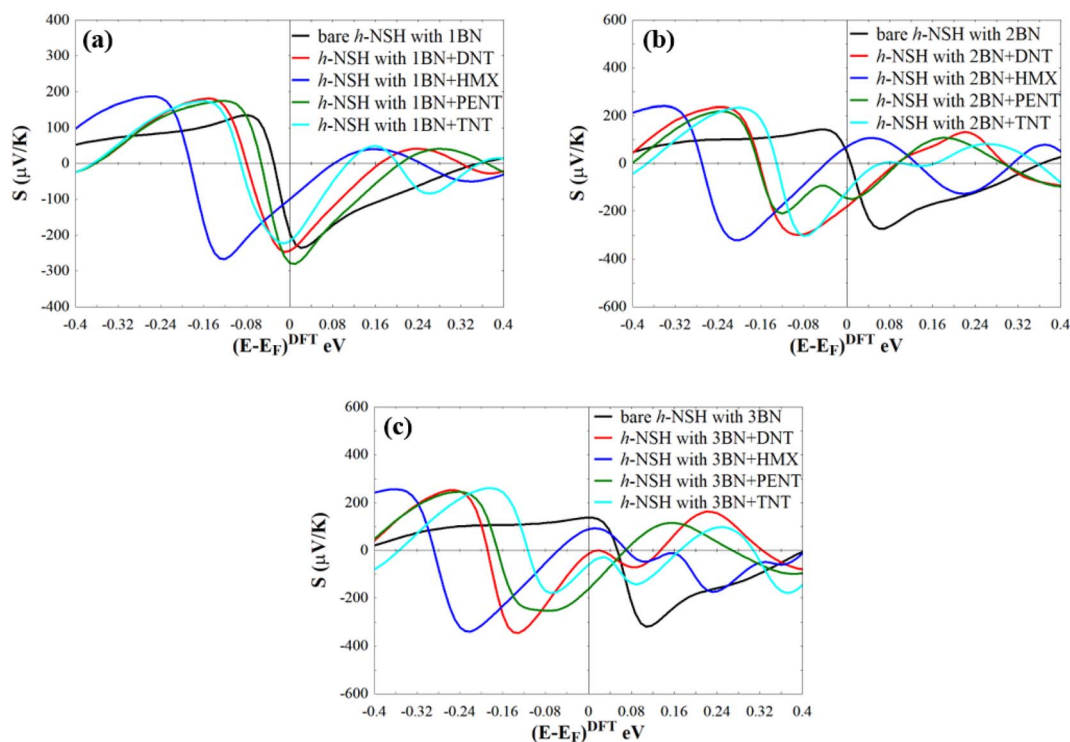 (a)
bare h-NSH with 1BN
h-NSH with 1BN+DNT
h-NSH with 1BN+HMX
h-NSH with 1BN+PENT
h-NSH with 1BN+TNT
S (μV/K)
400
300
200
100
0
-100
-200
-300
-400
-0.4 -0.32 -0.24 -0.16 -0.08 0 0.08 0.16 0.24 0.32 0.4
(E-EF)DFT eV
(b)
bare h-NSH with 2BN
h-NSH with 2BN+DNT
h-NSH with 2BN+HMX
h-NSH with 2BN+PENT
h-NSH with 2BN+TNT
S (μV/K)
600
400
200
0
-200
-400
-600
-0.4 -0.32 -0.24 -0.16 -0.08 0 0.08 0.16 0.24 0.32 0.4
(E-EF)DFT eV
(c)
bare h-NSH with 3BN
h-NSH with 3BN+DNT
h-NSH with 3BN+HMX
h-NSH with 3BN+PENT
h-NSH with 3BN+TNT
S (μV/K)
600
400
200
0
-200
-400
-600
-0.4 -0.32 -0.24 -0.16 -0.08 0 0.08 0.16 0.24 0.32 0.4
(E-EF)DFT eV